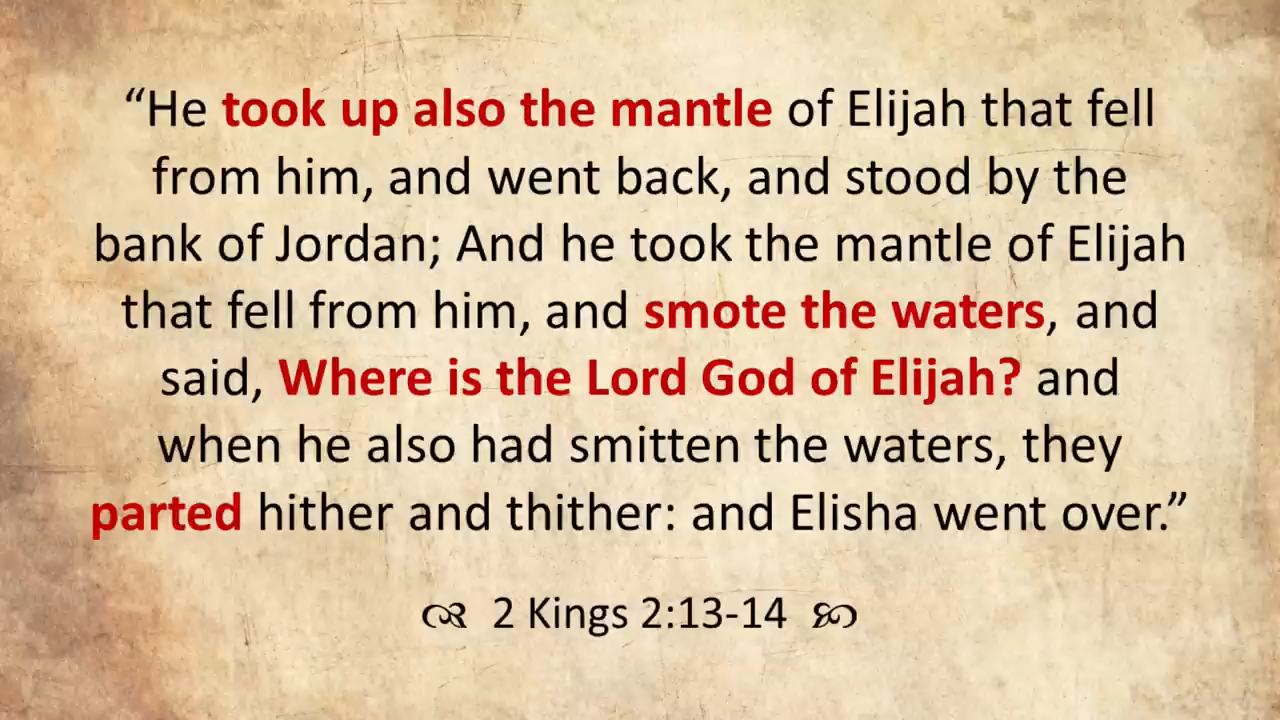 “He took up also the mantle of Elijah that fell
from him, and went back, and stood by the
bank of Jordan; And he took the mantle of Elijah
that fell from him, and smote the waters, and
said, Where is the Lord God of Elijah? and
when he also had smitten the waters, they
parted hither and thither: and Elisha went over.”
2 Kings 2:13-14